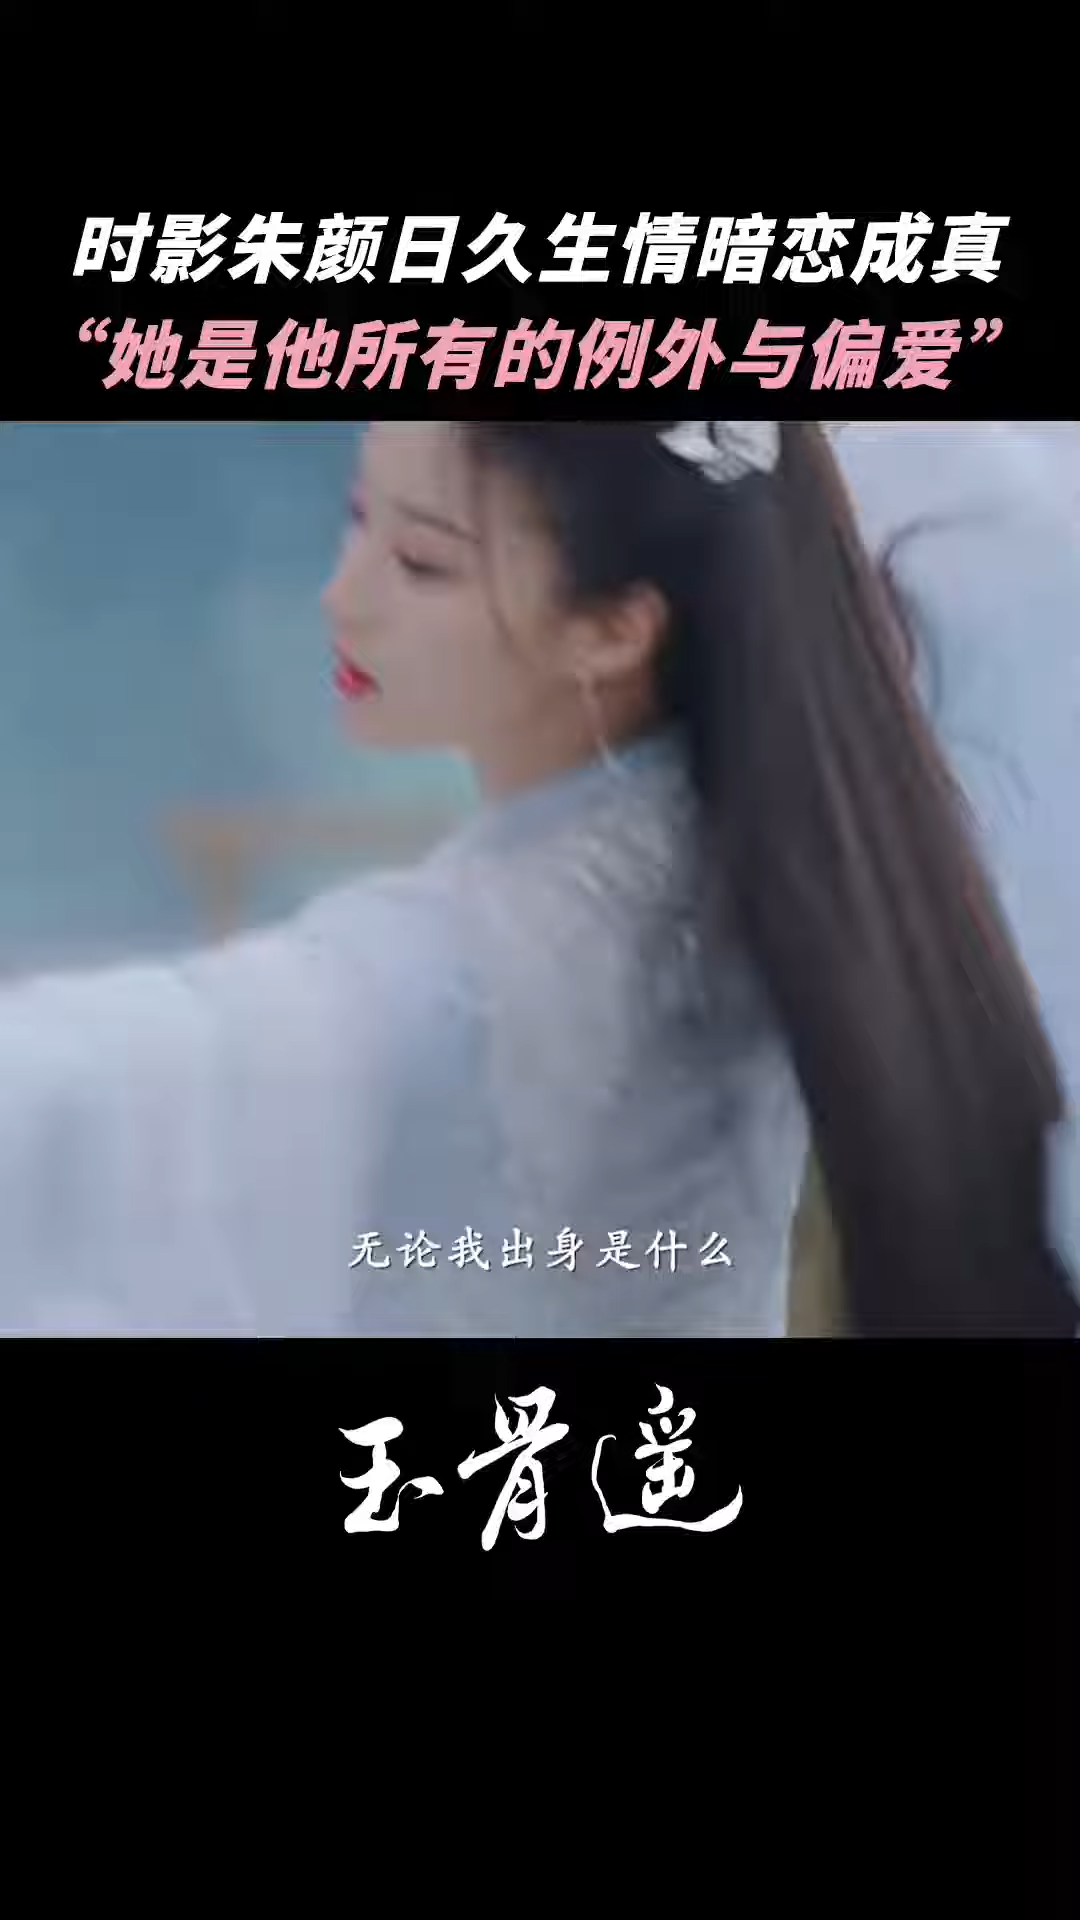 时影朱颜日久生情暗恋成真
“她是他所有的例外与偏爱”
无论我出身是什么
玉骨遥